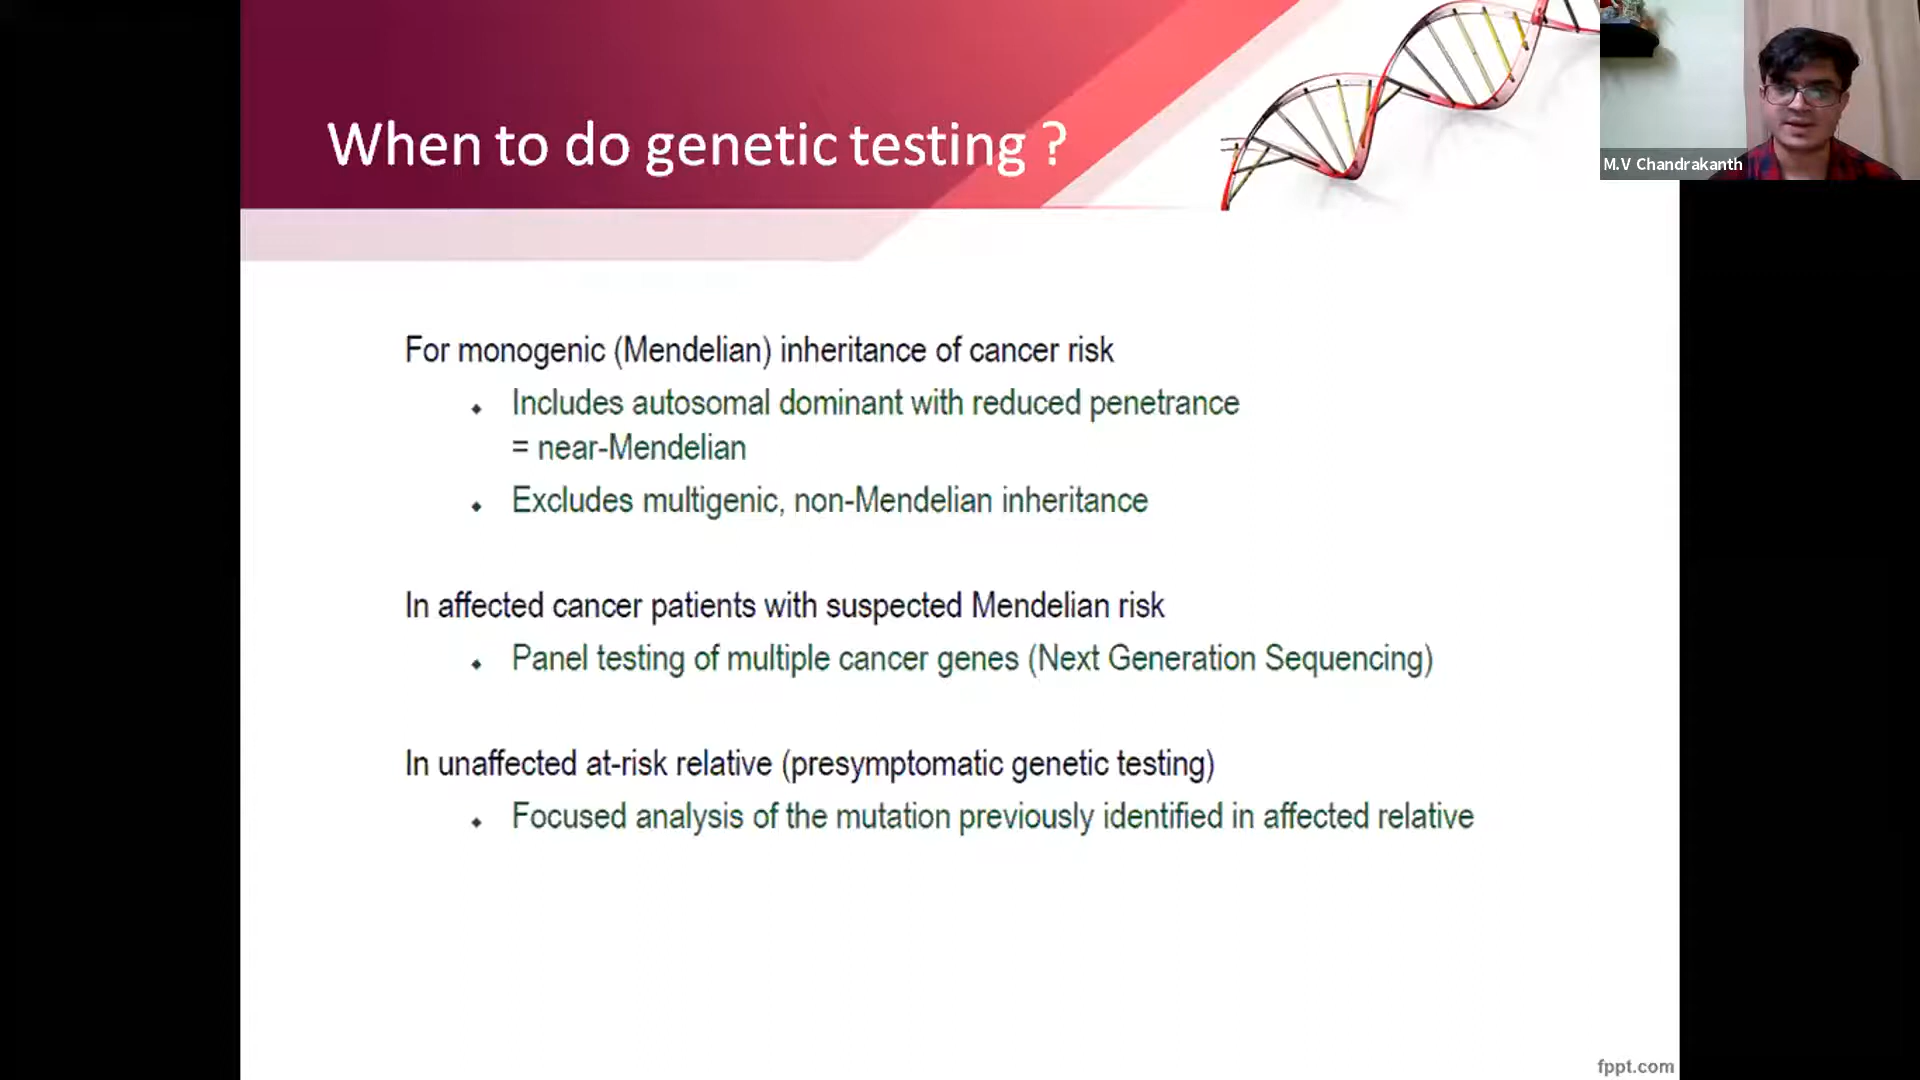 When to do genetic testing ?
M.V Chandrakanth
For monogenic (Mendelian) inheritance of cancer risk
⬩ Includes autosomal dominant with reduced penetrance
= near-Mendelian
⬩ Excludes multigenic, non-Mendelian inheritance
In affected cancer patients with suspected Mendelian risk
⬩ Panel testing of multiple cancer genes (Next Generation Sequencing)
In unaffected at-risk relative (presymptomatic genetic testing)
⬩ Focused analysis of the mutation previously identified in affected relative
fppt.com